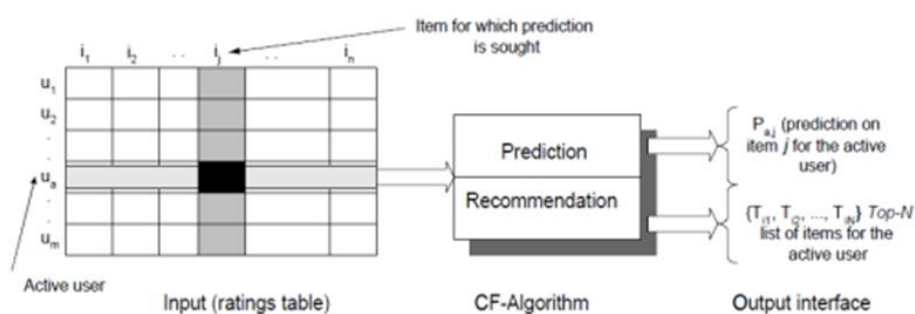 Item for which prediction
is sought
i1 i2 . . ij . . in
u1
u2
.
.
ua
.
.
um
Active user
Prediction
Recommendation
Pa,j (prediction on
item j for the active
user)
{Ti1, Ti2, ..., TiN} Top-N
list of items for the
active user
Input (ratings table)
CF-Algorithm
Output interface